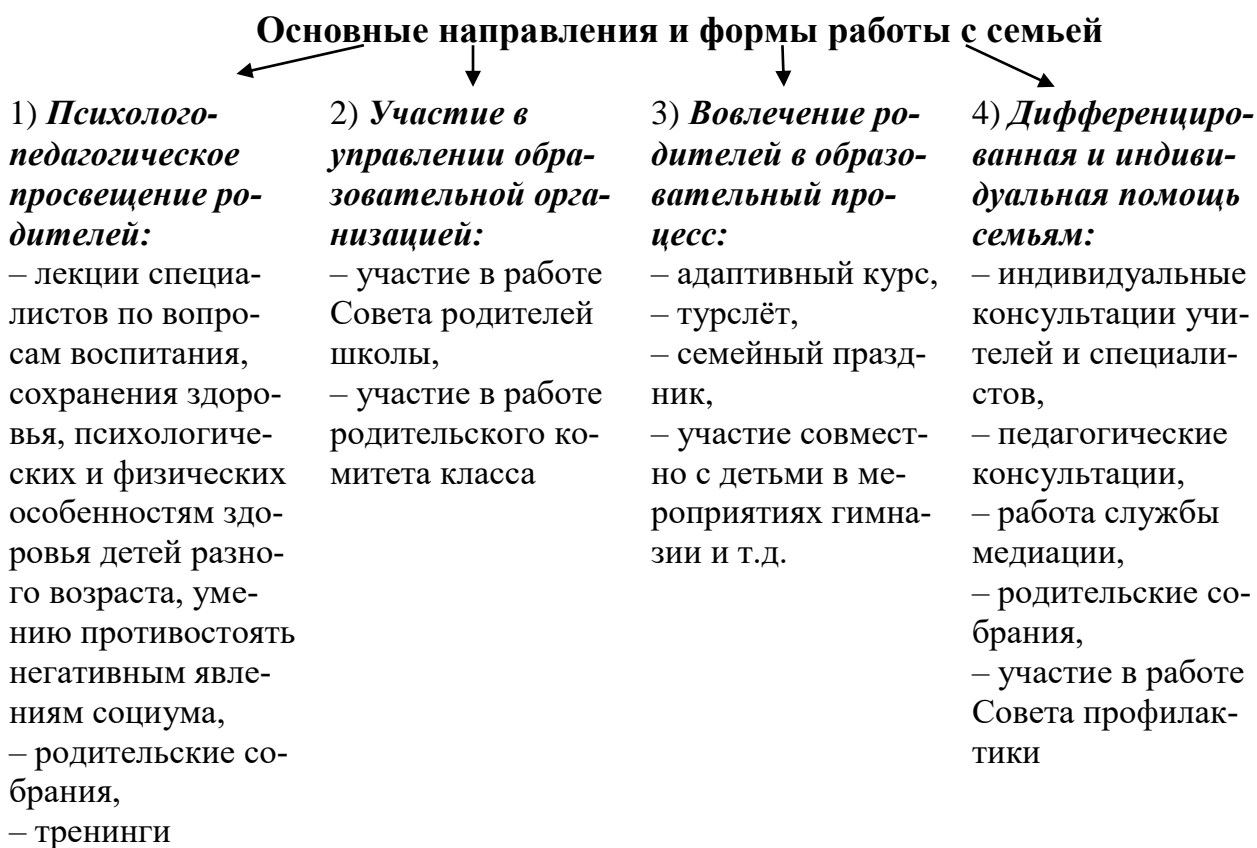 Основные направления и формы работы с семьей
1) Психолого-
педагогическое
просвещение ро-
дителей:
– лекции специа-
листов по вопро-
сам воспитания,
сохранения здоро-
вья, психологиче-
ских и физических
особенностям здо-
ровья детей разно-
го возраста, уме-
нию противостоять
негативным явле-
ниям социума,
– родительские со-
брания,
– тренинги
2) Участие в
управлении обра-
зовательной орга-
низацией:
– участие в работе
Совета родителей
школы,
– участие в работе
родительского ко-
митета класса
3) Вовлечение ро-
дителей в образо-
вательный про-
цесс:
– адаптивный курс,
– турслёт,
– семейный празд-
ник,
– участие совмест-
но с детьми в ме-
роприятиях гимна-
зии и т.д.
4) Дифференциро-
ванная и индиви-
дуальная помощь
семьям:
– индивидуальные
консультации учи-
телей и специали-
стов,
– педагогические
консультации,
– работа службы
медиации,
– родительские со-
брания,
– участие в работе
Совета профилак-
тики